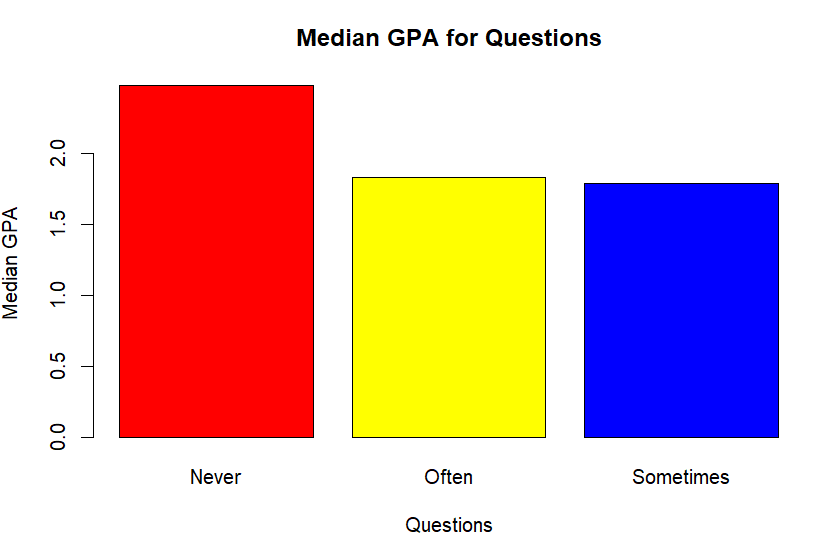 Median GPA for Questions
Median GPA
2.0
1.5
1.0
0.5
0.0
Never Often Sometimes
Questions